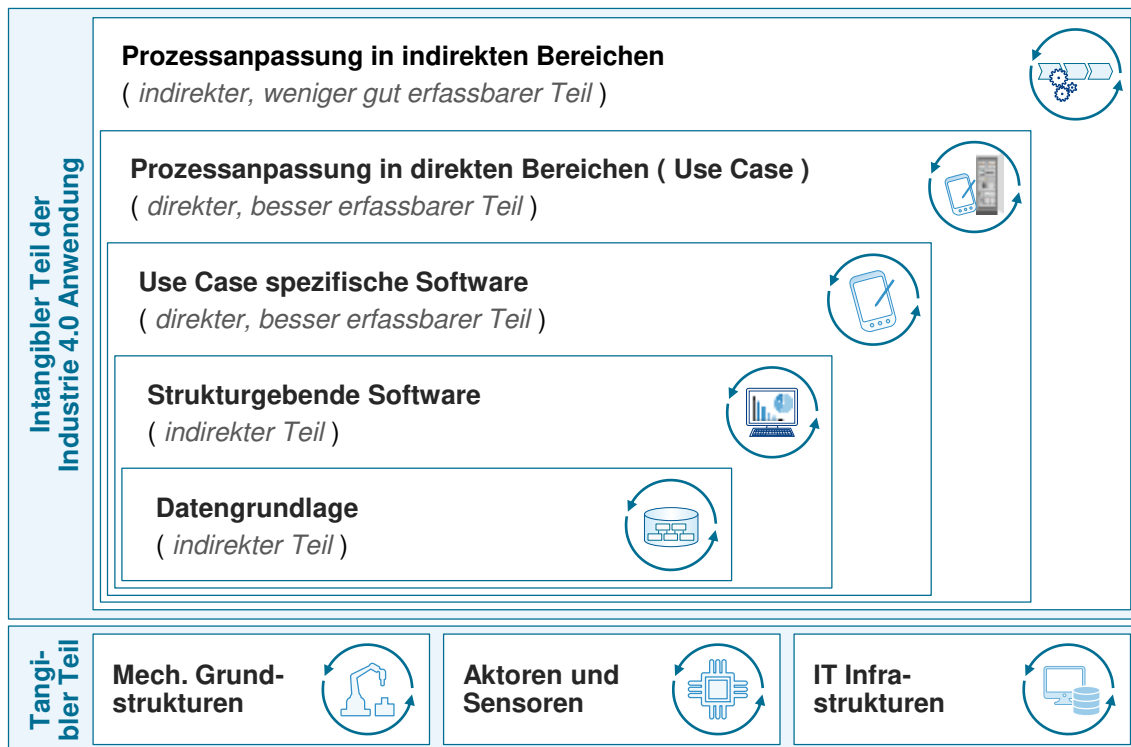 Intangibler Teil der
Industrie 4.0 Anwendung
Prozessanpassung in indirekten Bereichen
( indirekter, weniger gut erfassbarer Teil )
Prozessanpassung in direkten Bereichen ( Use Case )
( direkter, besser erfassbarer Teil )
Use Case spezifische Software
( direkter, besser erfassbarer Teil )
Strukturgebende Software
( indirekter Teil )
Datengrundlage
( indirekter Teil )
Tangi-
bler Teil
Mech. Grund-
strukturen
Aktoren und
Sensoren
IT Infra-
strukturen